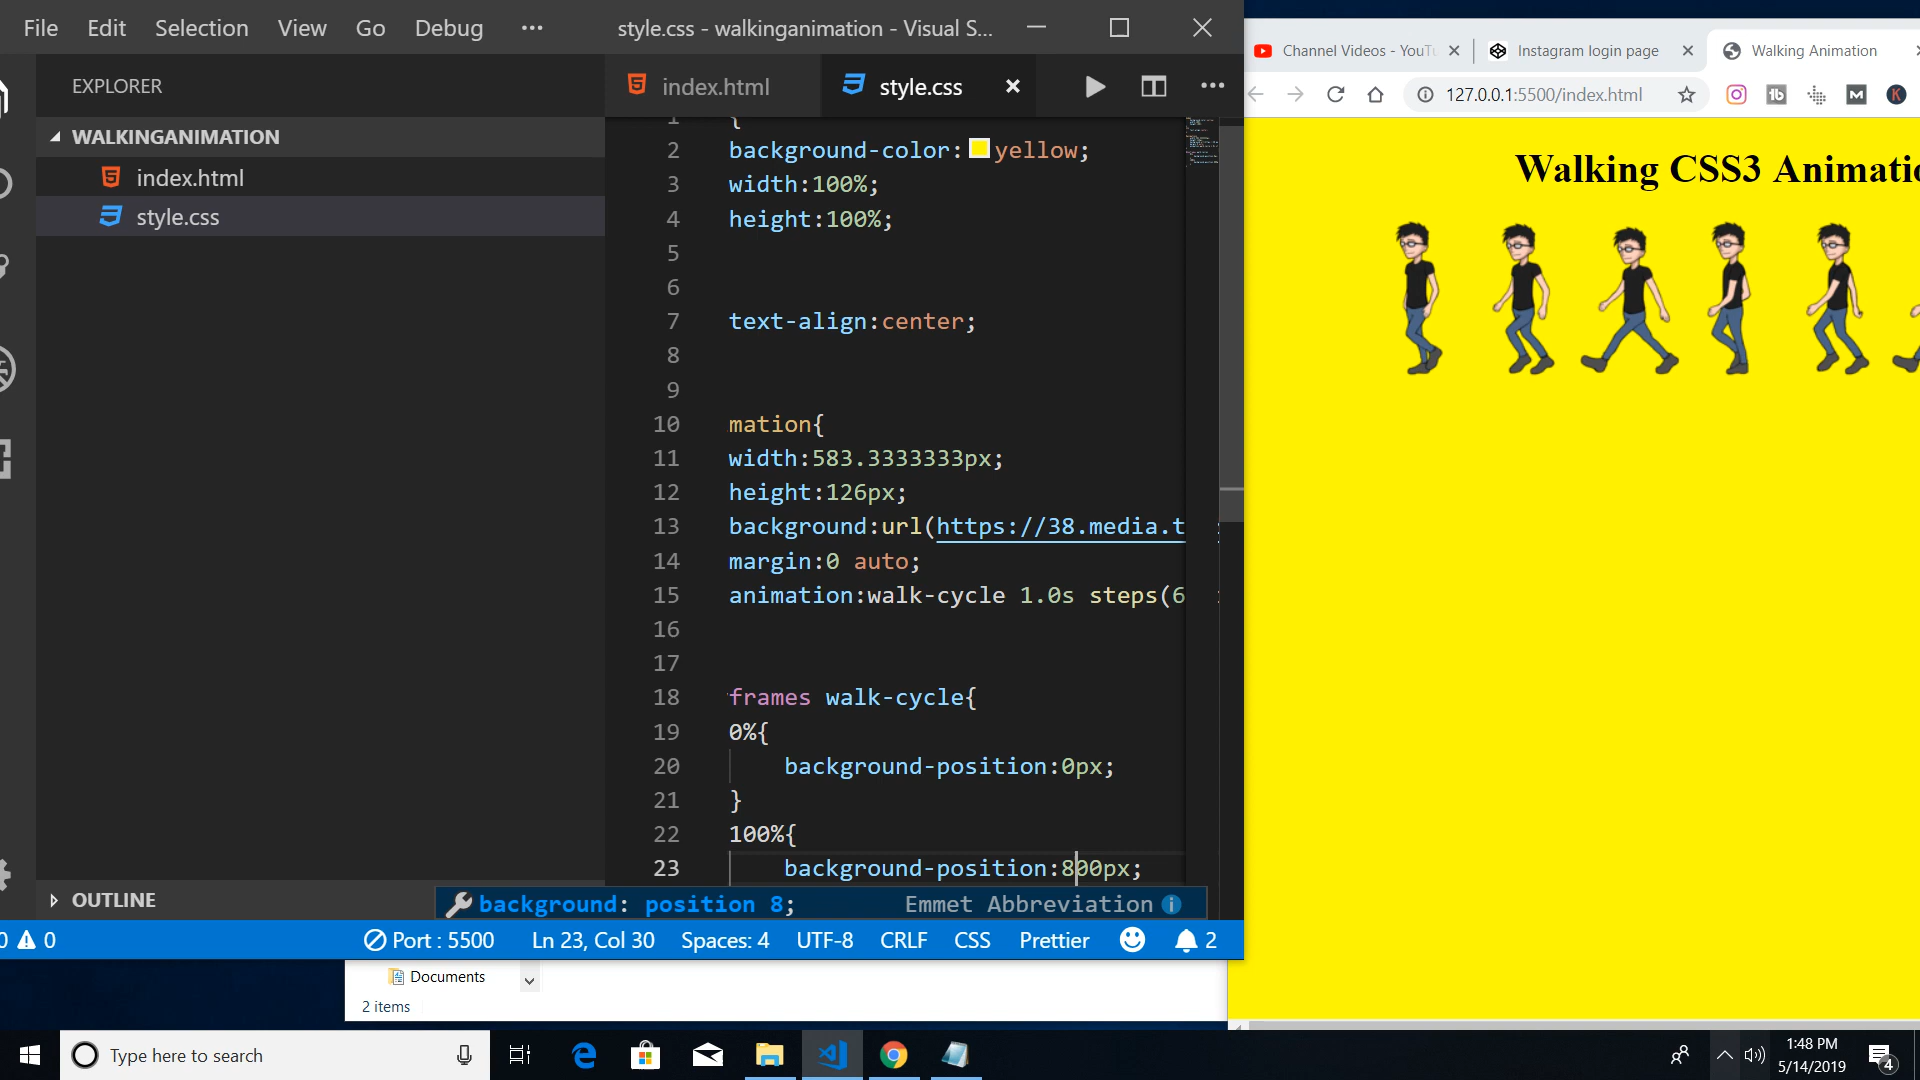 File Edit Selection View Go Debug ··· style.css - walkinganimation - Visual S...
EXPLORER
WALKINGANIMATION
index.html
style.css
OUTLINE
index.html style.css
1 {
2 background-color: yellow;
3 width:100%;
4 height:100%;
5
6
7 text-align:center;
8
9
10 mation{
11 width:583.3333333px;
12 height:126px;
13 background:url(https://38.media.t
14 margin:0 auto;
15 animation:walk-cycle 1.0s steps(6
16
17
18 frames walk-cycle{
19 0%{
20 background-position:0px;
21 }
22 100%{
23 background-position:800px;
background: position 8; Emmet Abbreviation
0 0 Port : 5500 Ln 23, Col 30 Spaces: 4 UTF-8 CRLF CSS Prettier 2
Channel Videos - YouTu Instagram login page Walking Animation
127.0.0.1:5500/index.html
Walking CSS3 Animatio
Documents
2 items
Type here to search
1:48 PM
5/14/2019
4